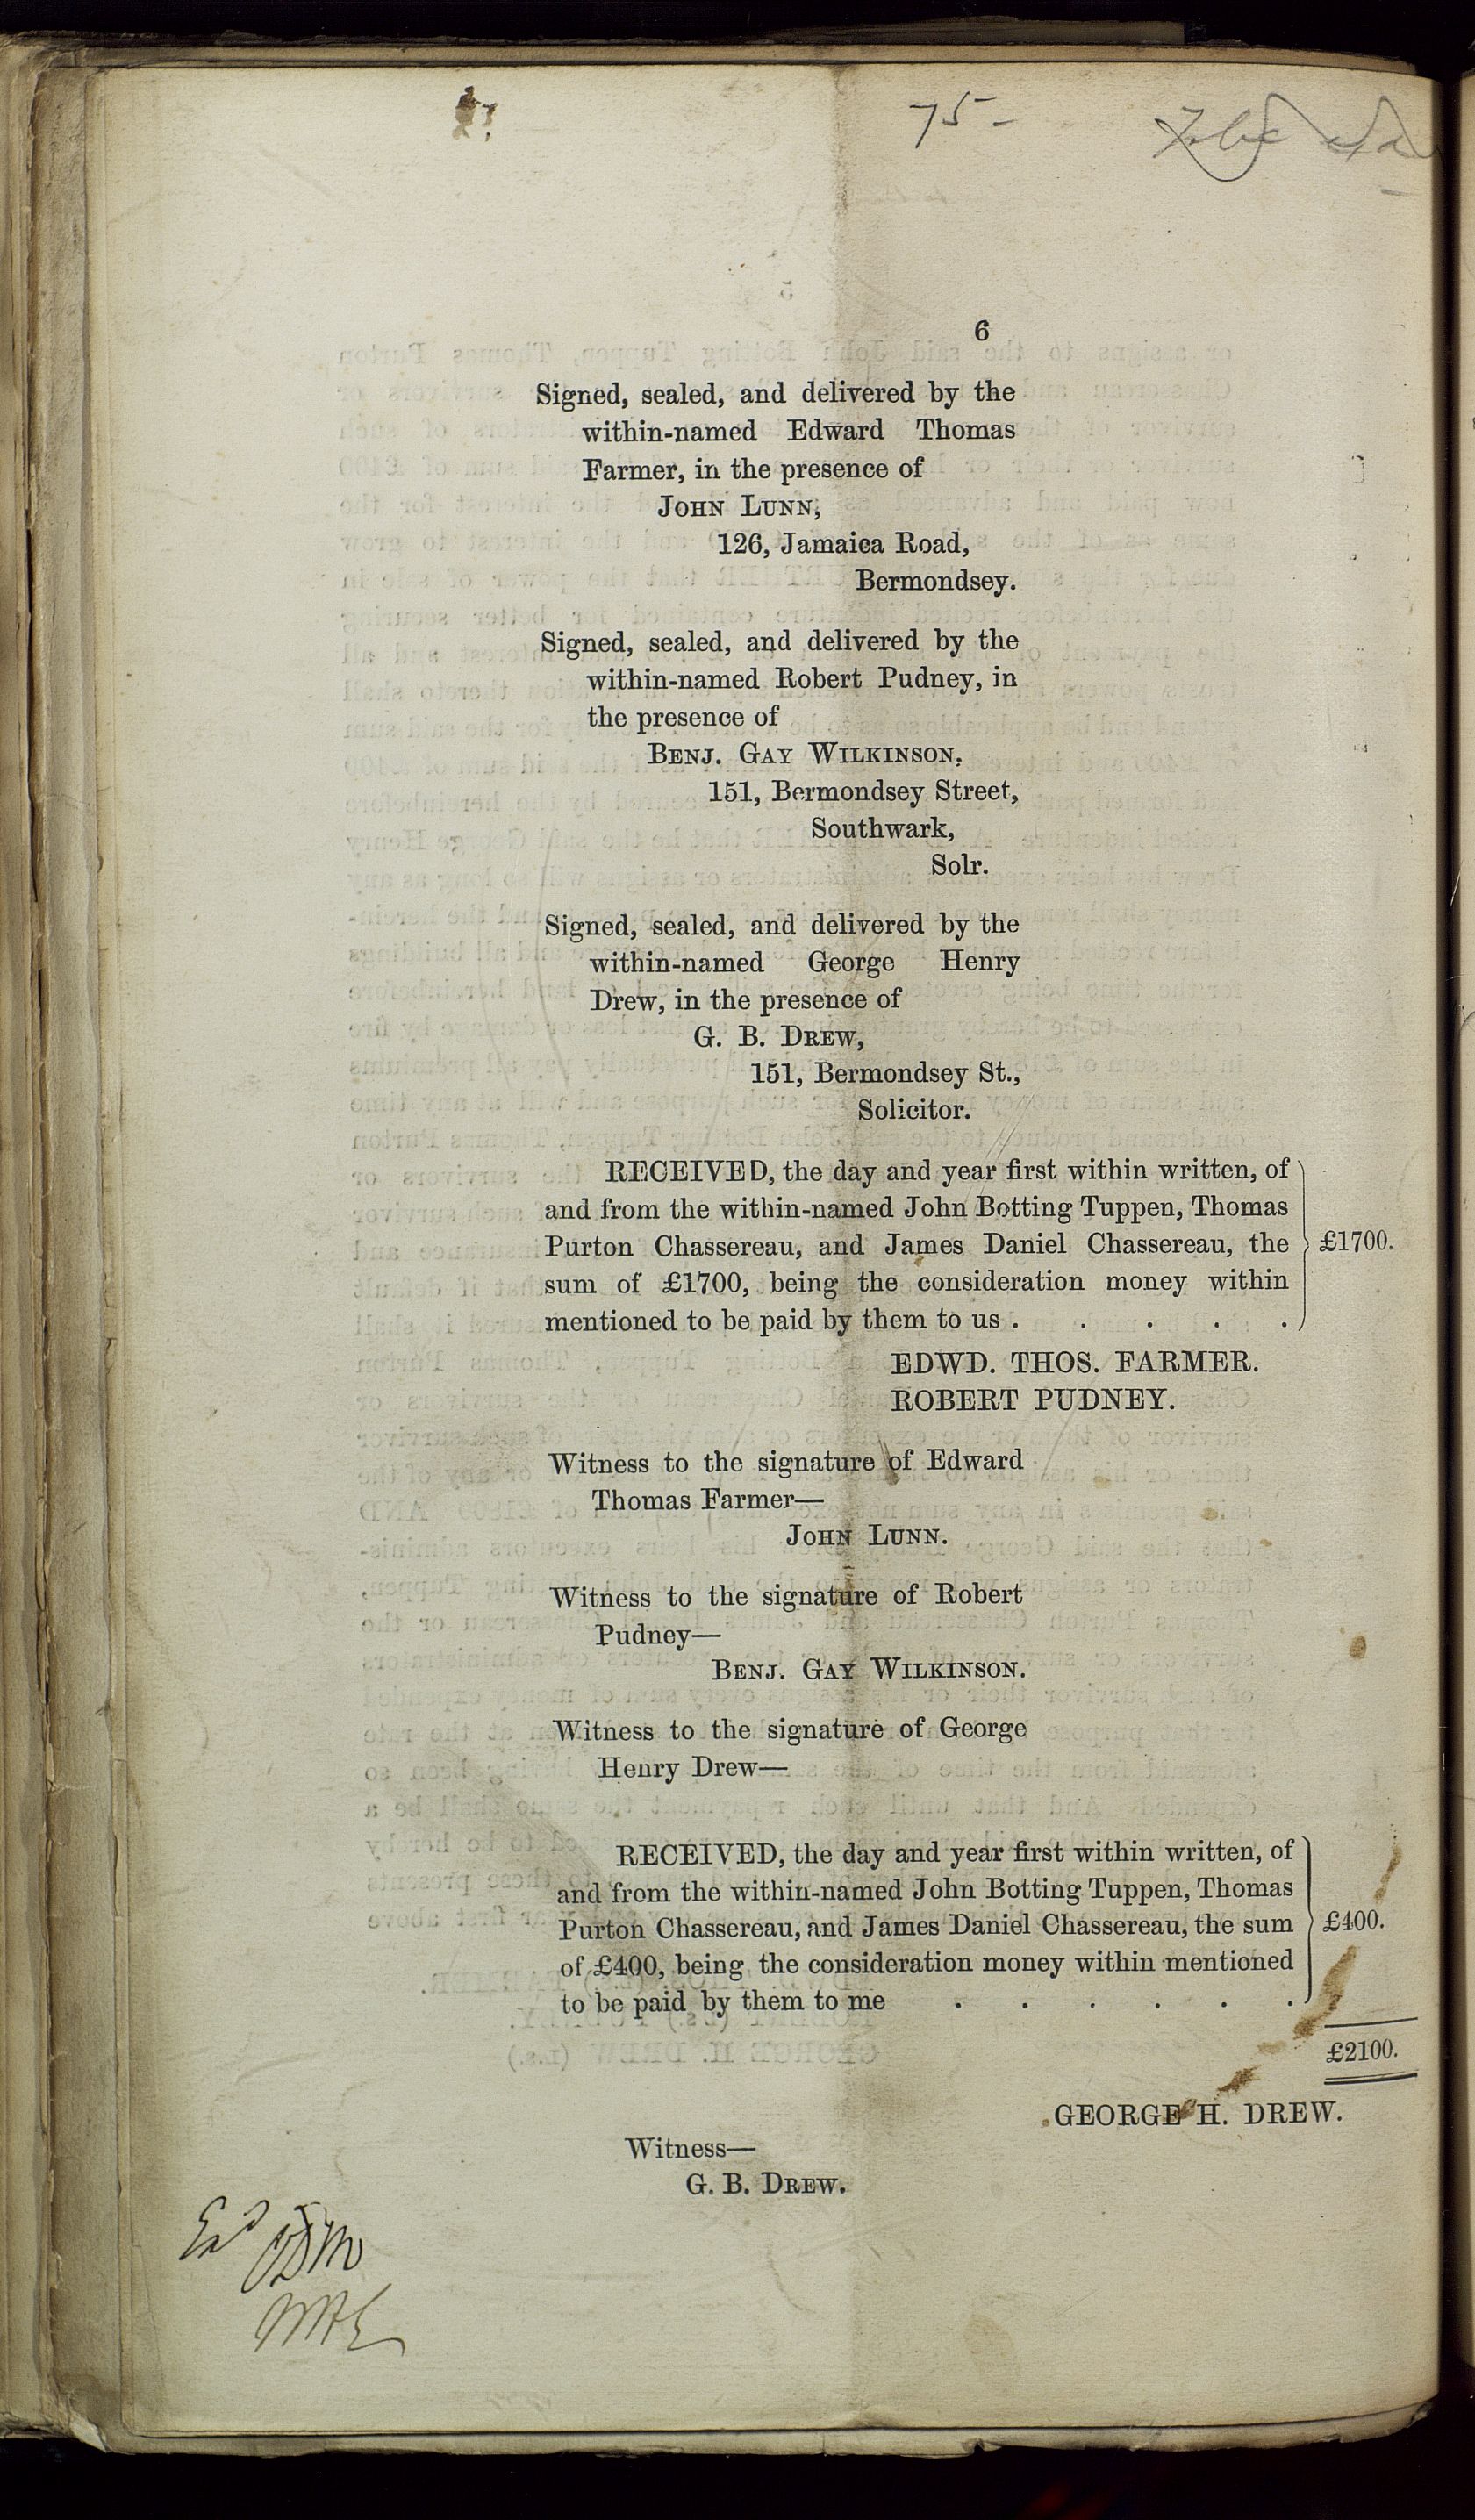 75-
6
Signed, sealed, and delivered by the
within-named Edward Thomas
Farmer, in the presence of
JOHN LUNN,
126, Jamaica Road,
Bermondsey.
Signed, sealed, and delivered by the
within-named Robert Pudney, in
the presence of
BENJ. GAY WILKINSON.
151, Bermondsey Street,
Southwark,
Solr.
Signed, sealed, and delivered by the
within-named George Henry
Drew, in the presence of
G. B. DREW,
151, Bermondsey St.,
Solicitor.
RECEIVED, the day and year first within written, of
and from the within-named John Botting Tuppen, Thomas
Purton Chassereau, and James Daniel Chassereau, the £1700.
sum of £1700, being the consideration money within
mentioned to be paid by them to us . . . . .
EDWD. THOS. FARMER.
ROBERT PUDNEY.
Witness to the signature of Edward
Thomas Farmer—
JOHN LUNN.
Witness to the signature of Robert
Pudney—
BENJ. GAY WILKINSON.
Witness to the signature of George
Henry Drew—
RECEIVED, the day and year first within written, of
and from the within-named John Botting Tuppen, Thomas
Purton Chassereau, and James Daniel Chassereau, the sum £400.
of £400, being the consideration money within mentioned
to be paid by them to me . . . . . .
£2100.
GEORGE H. DREW.
Witness—
G. B. DREW.